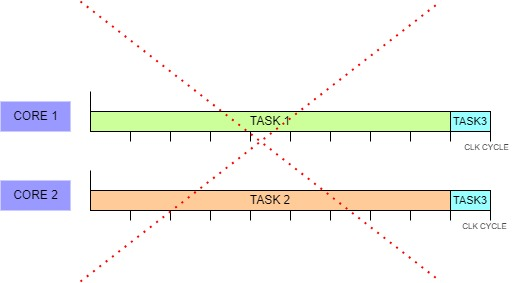 CORE 1
TASK 1
TASK3
CLK CYCLE
CORE 2
TASK 2
TASK3
CLK CYCLE